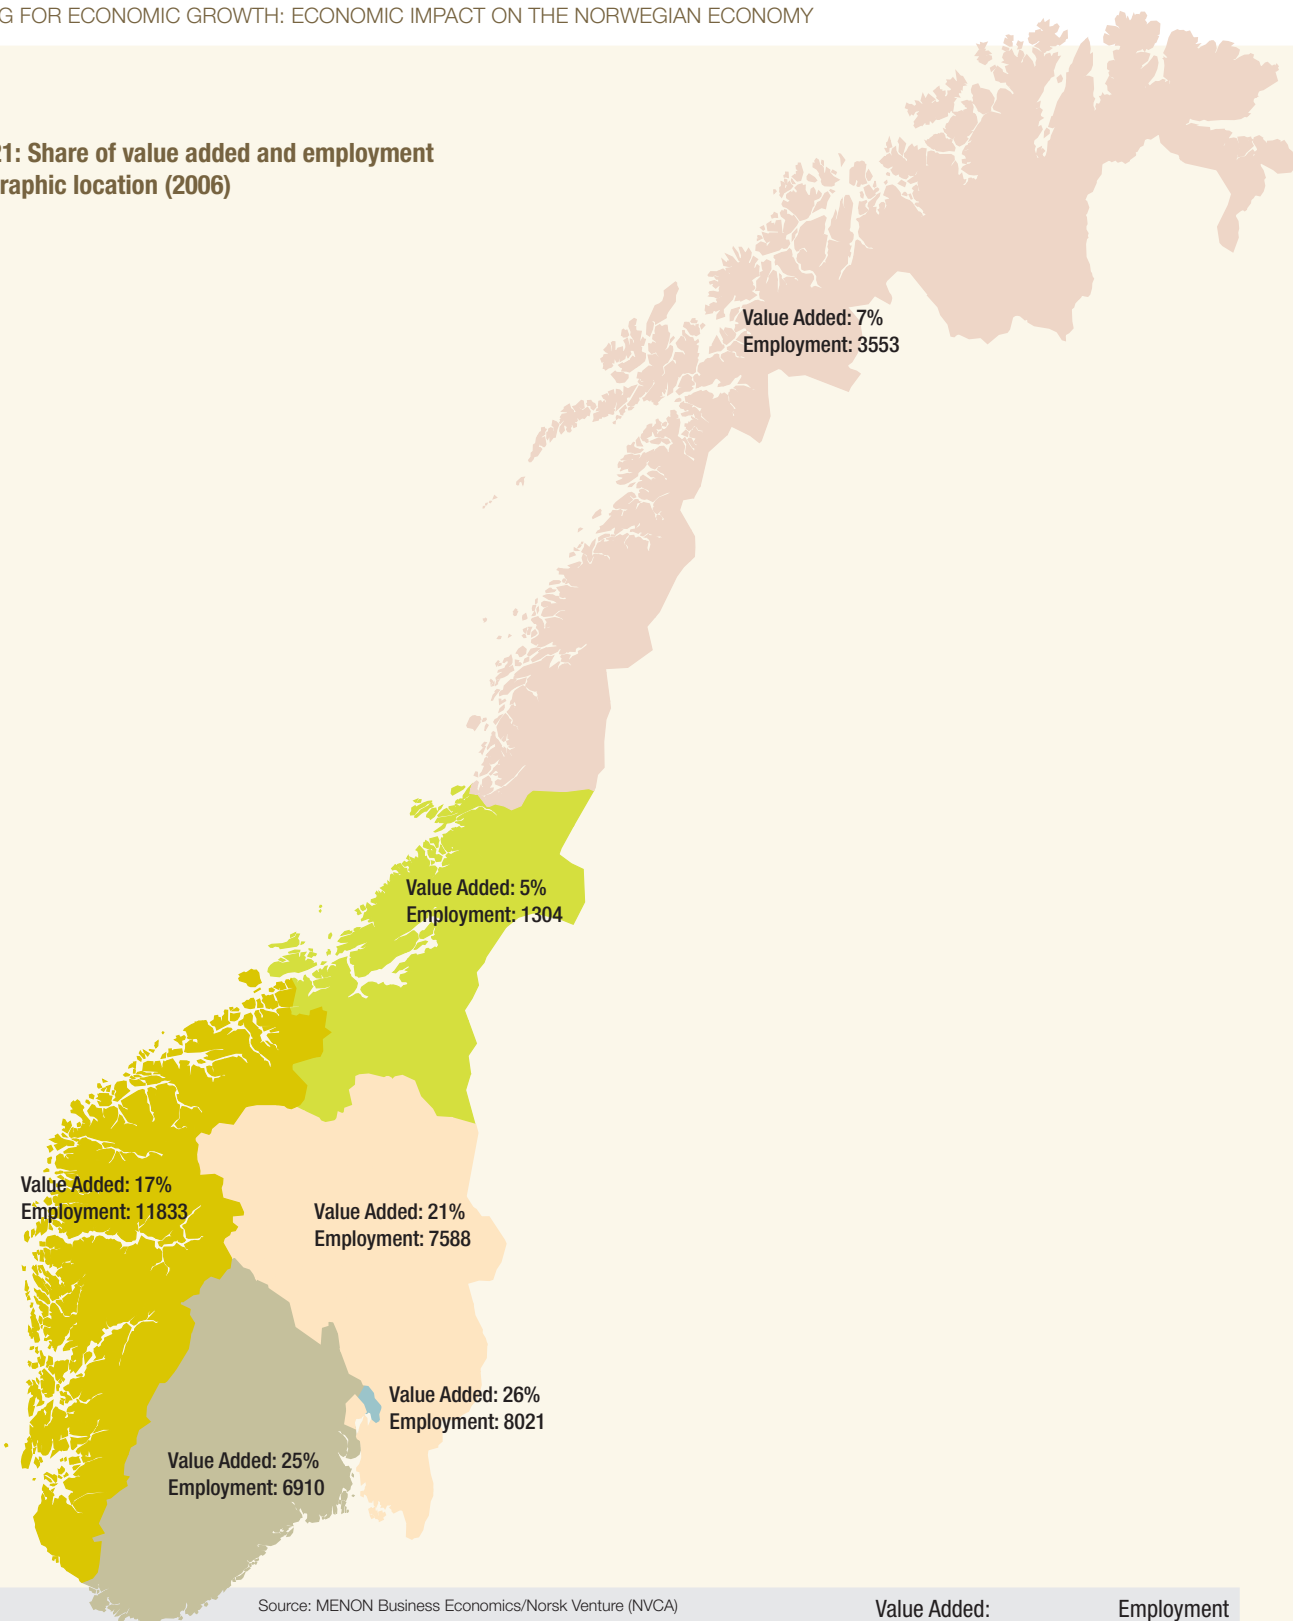 G FOR ECONOMIC GROWTH: ECONOMIC IMPACT ON THE NORWEGIAN ECONOMY
21: Share of value added and employment
raphic location (2006)
Value Added: 7%
Employment: 3553
Value Added: 5%
Employment: 1304
Value Added: 17%
Employment: 11833
Value Added: 21%
Employment: 7588
Value Added: 26%
Employment: 8021
Value Added: 25%
Employment: 6910
Source: MENON Business Economics/Norsk Venture (NVCA)
Value Added: Employment